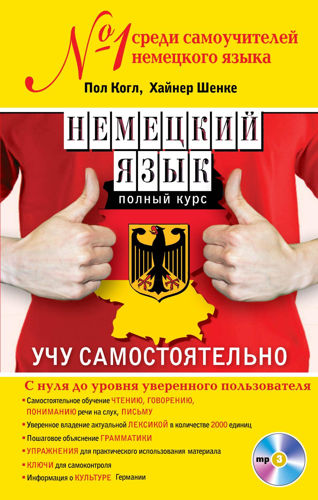 №1 среди самоучителей
немецкого языка
Пол Когл, Хайнер Шенке
НЕМЕЦКИЙ
ЯЗЫК
ПОЛНЫЙ КУРС
УЧУ САМОСТОЯТЕЛЬНО
С нуля до уровня уверенного пользователя
• Самостоятельное обучение ЧТЕНИЮ, ГОВОРЕНИЮ,
ПОНИМАНИЮ речи на слух, ПИСЬМУ
• Уверенное владение актуальной ЛЕКСИКОЙ в количестве 2000 единиц
• Пошаговое объяснение ГРАММАТИКИ
• УПРАЖНЕНИЯ для практического использования материала
• КЛЮЧИ для самоконтроля
• Информация о КУЛЬТУРЕ Германии
mp 3